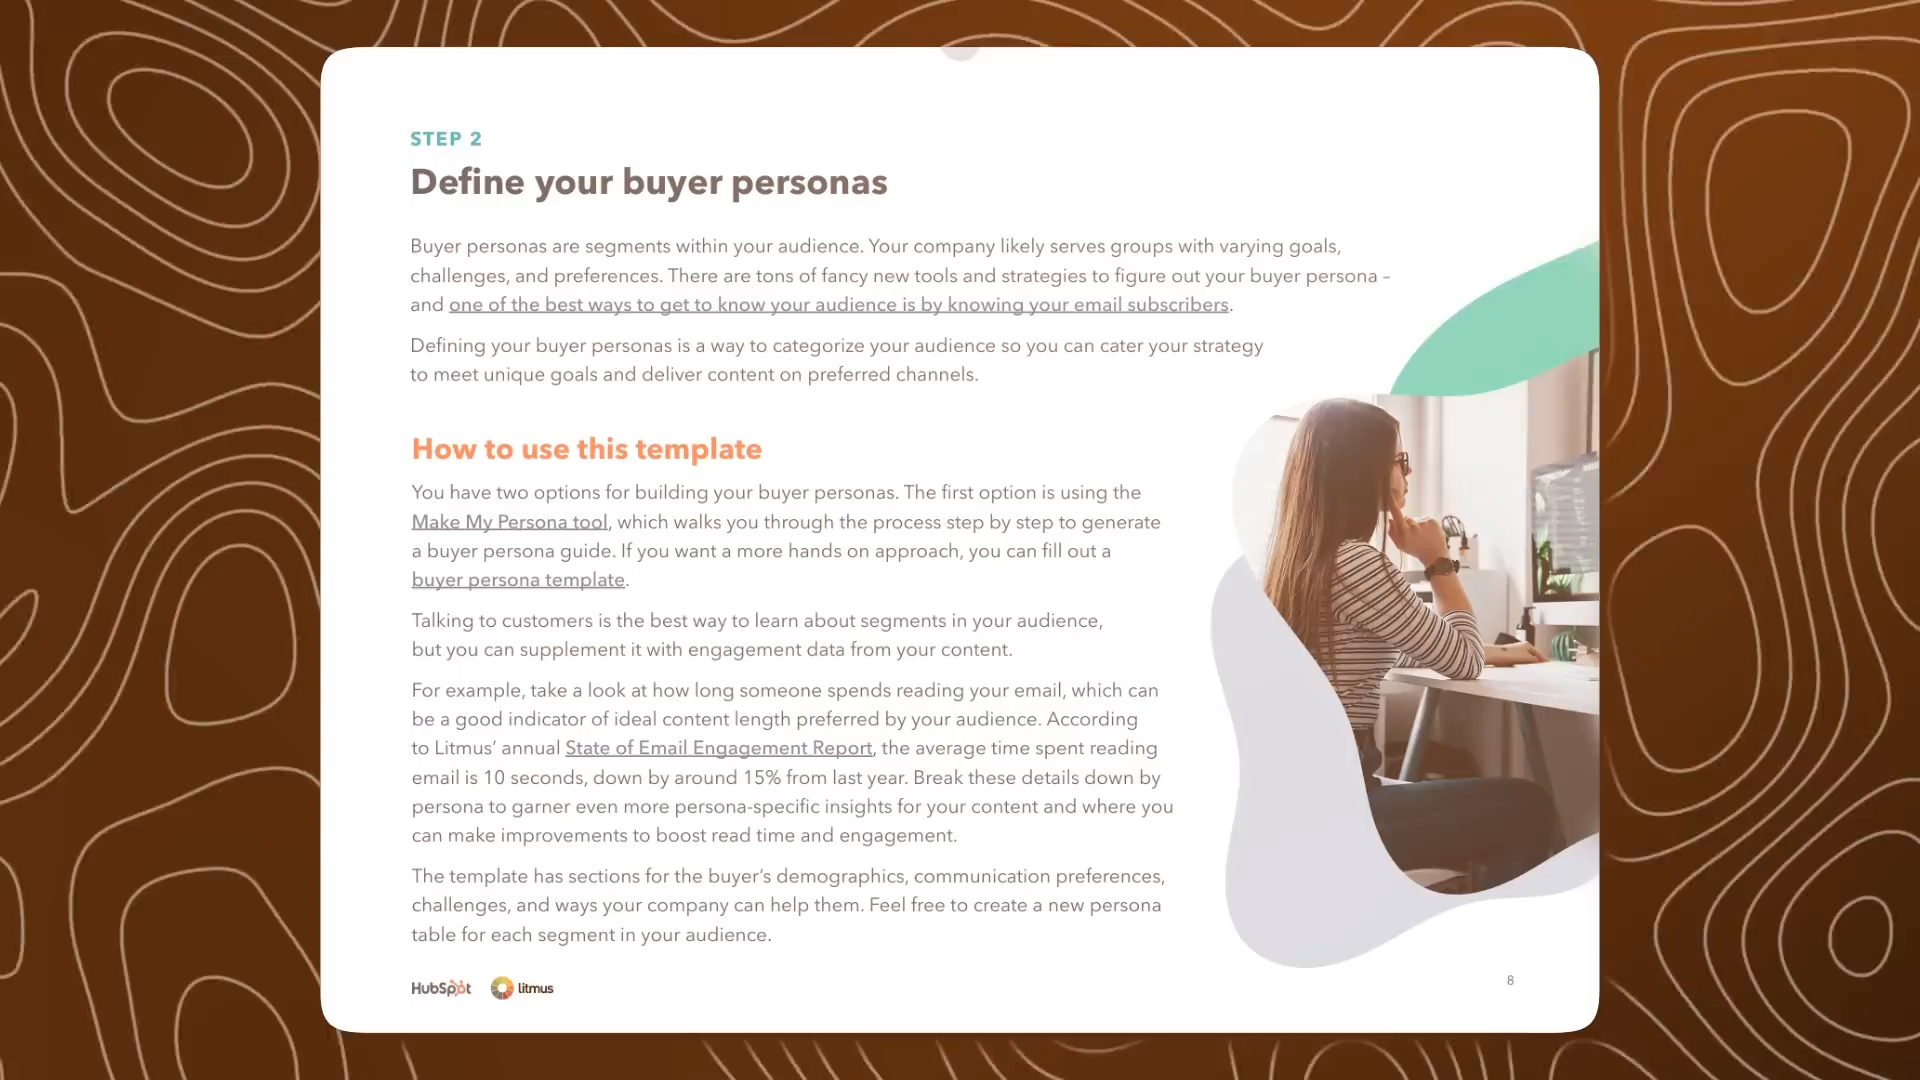 STEP 2
Define your buyer personas
Buyer personas are segments within your audience. Your company likely serves groups with varying goals,
challenges, and preferences. There are tons of fancy new tools and strategies to figure out your buyer persona –
and one of the best ways to get to know your audience is by knowing your email subscribers.
Defining your buyer personas is a way to categorize your audience so you can cater your strategy
to meet unique goals and deliver content on preferred channels.
How to use this template
You have two options for building your buyer personas. The first option is using the
Make My Persona tool, which walks you through the process step by step to generate
a buyer persona guide. If you want a more hands on approach, you can fill out a
buyer persona template.
Talking to customers is the best way to learn about segments in your audience,
but you can supplement it with engagement data from your content.
For example, take a look at how long someone spends reading your email, which can
be a good indicator of ideal content length preferred by your audience. According
to Litmus‘ annual State of Email Engagement Report, the average time spent reading
email is 10 seconds, down by around 15% from last year. Break these details down by
persona to garner even more persona-specific insights for your content and where you
can make improvements to boost read time and engagement.
The template has sections for the buyer’s demographics, communication preferences,
challenges, and ways your company can help them. Feel free to create a new persona
table for each segment in your audience.
HubSpot litmus
8